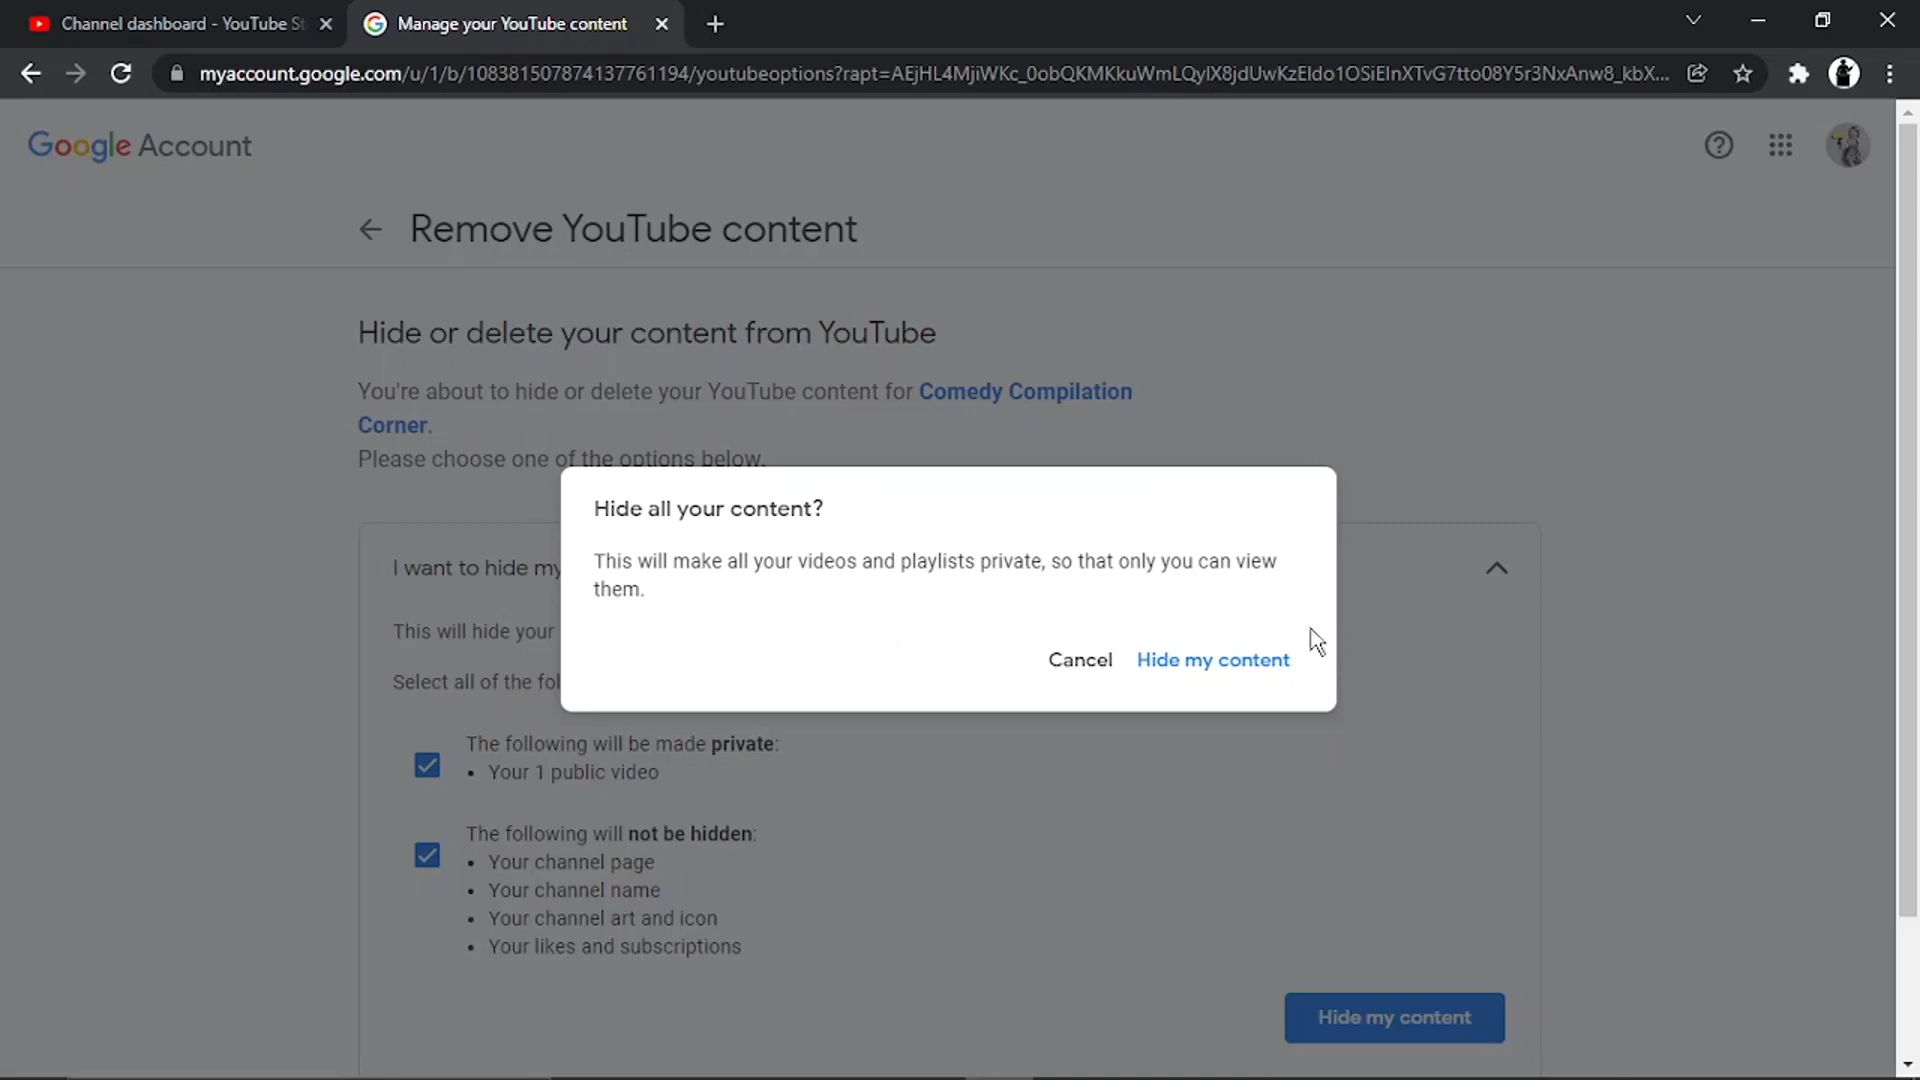 Channel dashboard - YouTube St
Manage your YouTube content
myaccount.google.com/u/1/b/108381507874137761194/youtubeoptions?rapt=AEjHL4MjiWKc_0obQKMKkuWmLQyIX8jdUwKzEIdo1OSiEInXTvG7tto08Y5r3NxAnw8_kbX...
Google Account
Remove YouTube content
Hide or delete your content from YouTube
You're about to hide or delete your YouTube content for Comedy Compilation
Corner.
Please choose one of the options below.
Hide all your content?
This will make all your videos and playlists private, so that only you can view
them.
Cancel Hide my content
I want to hide my
This will hide your
Select all of the fol
The following will be made private:
• Your 1 public video
The following will not be hidden:
• Your channel page
• Your channel name
• Your channel art and icon
• Your likes and subscriptions
Hide my content